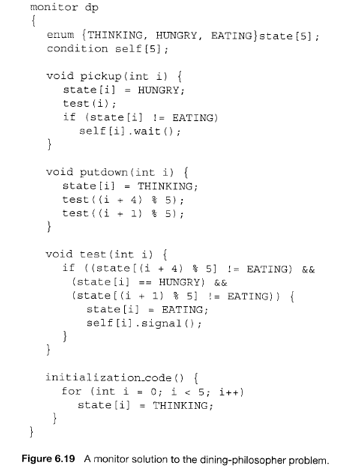 monitor dp
{
enum {THINKING, HUNGRY, EATING}state[5];
condition self[5];
void pickup(int i) {
state[i] = HUNGRY;
test(i);
if (state[i] != EATING)
self[i].wait();
}
void putdown(int i) {
state[i] = THINKING;
test((i + 4) % 5);
test((i + 1) % 5);
}
void test(int i) {
if ((state[(i + 4) % 5] != EATING) &&
(state[i] == HUNGRY) &&
(state[(i + 1) % 5] != EATING)) {
state[i] = EATING;
self[i].signal();
}
}
initialization_code() {
for (int i = 0; i < 5; i++)
state[i] = THINKING;
}
}
Figure 6.19 A monitor solution to the dining-philosopher problem.